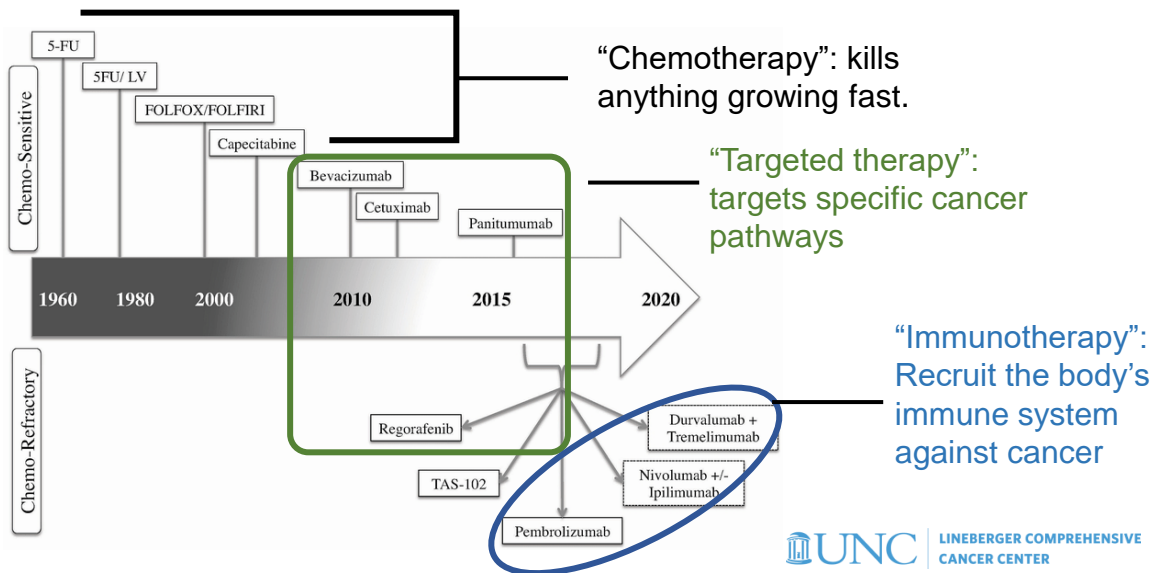 5-FU
5FU/ LV
FOLFOX/FOLFIRI
Capecitabine
Bevacizumab
Cetuximab
Panitumumab
Chemo-Sensitive
“Chemotherapy”: kills
anything growing fast.
“Targeted therapy”:
targets specific cancer
pathways
1960 1980 2000 2010 2015 2020
Chemo-Refractory
Regorafenib
TAS-102
Pembrolizumab
Nivolumab +/-
Ipilimumab
Durvalumab +
Tremelimumab
“Immunotherapy”:
Recruit the body’s
immune system
against cancer
UNC
LINEBERGER COMPREHENSIVE
CANCER CENTER